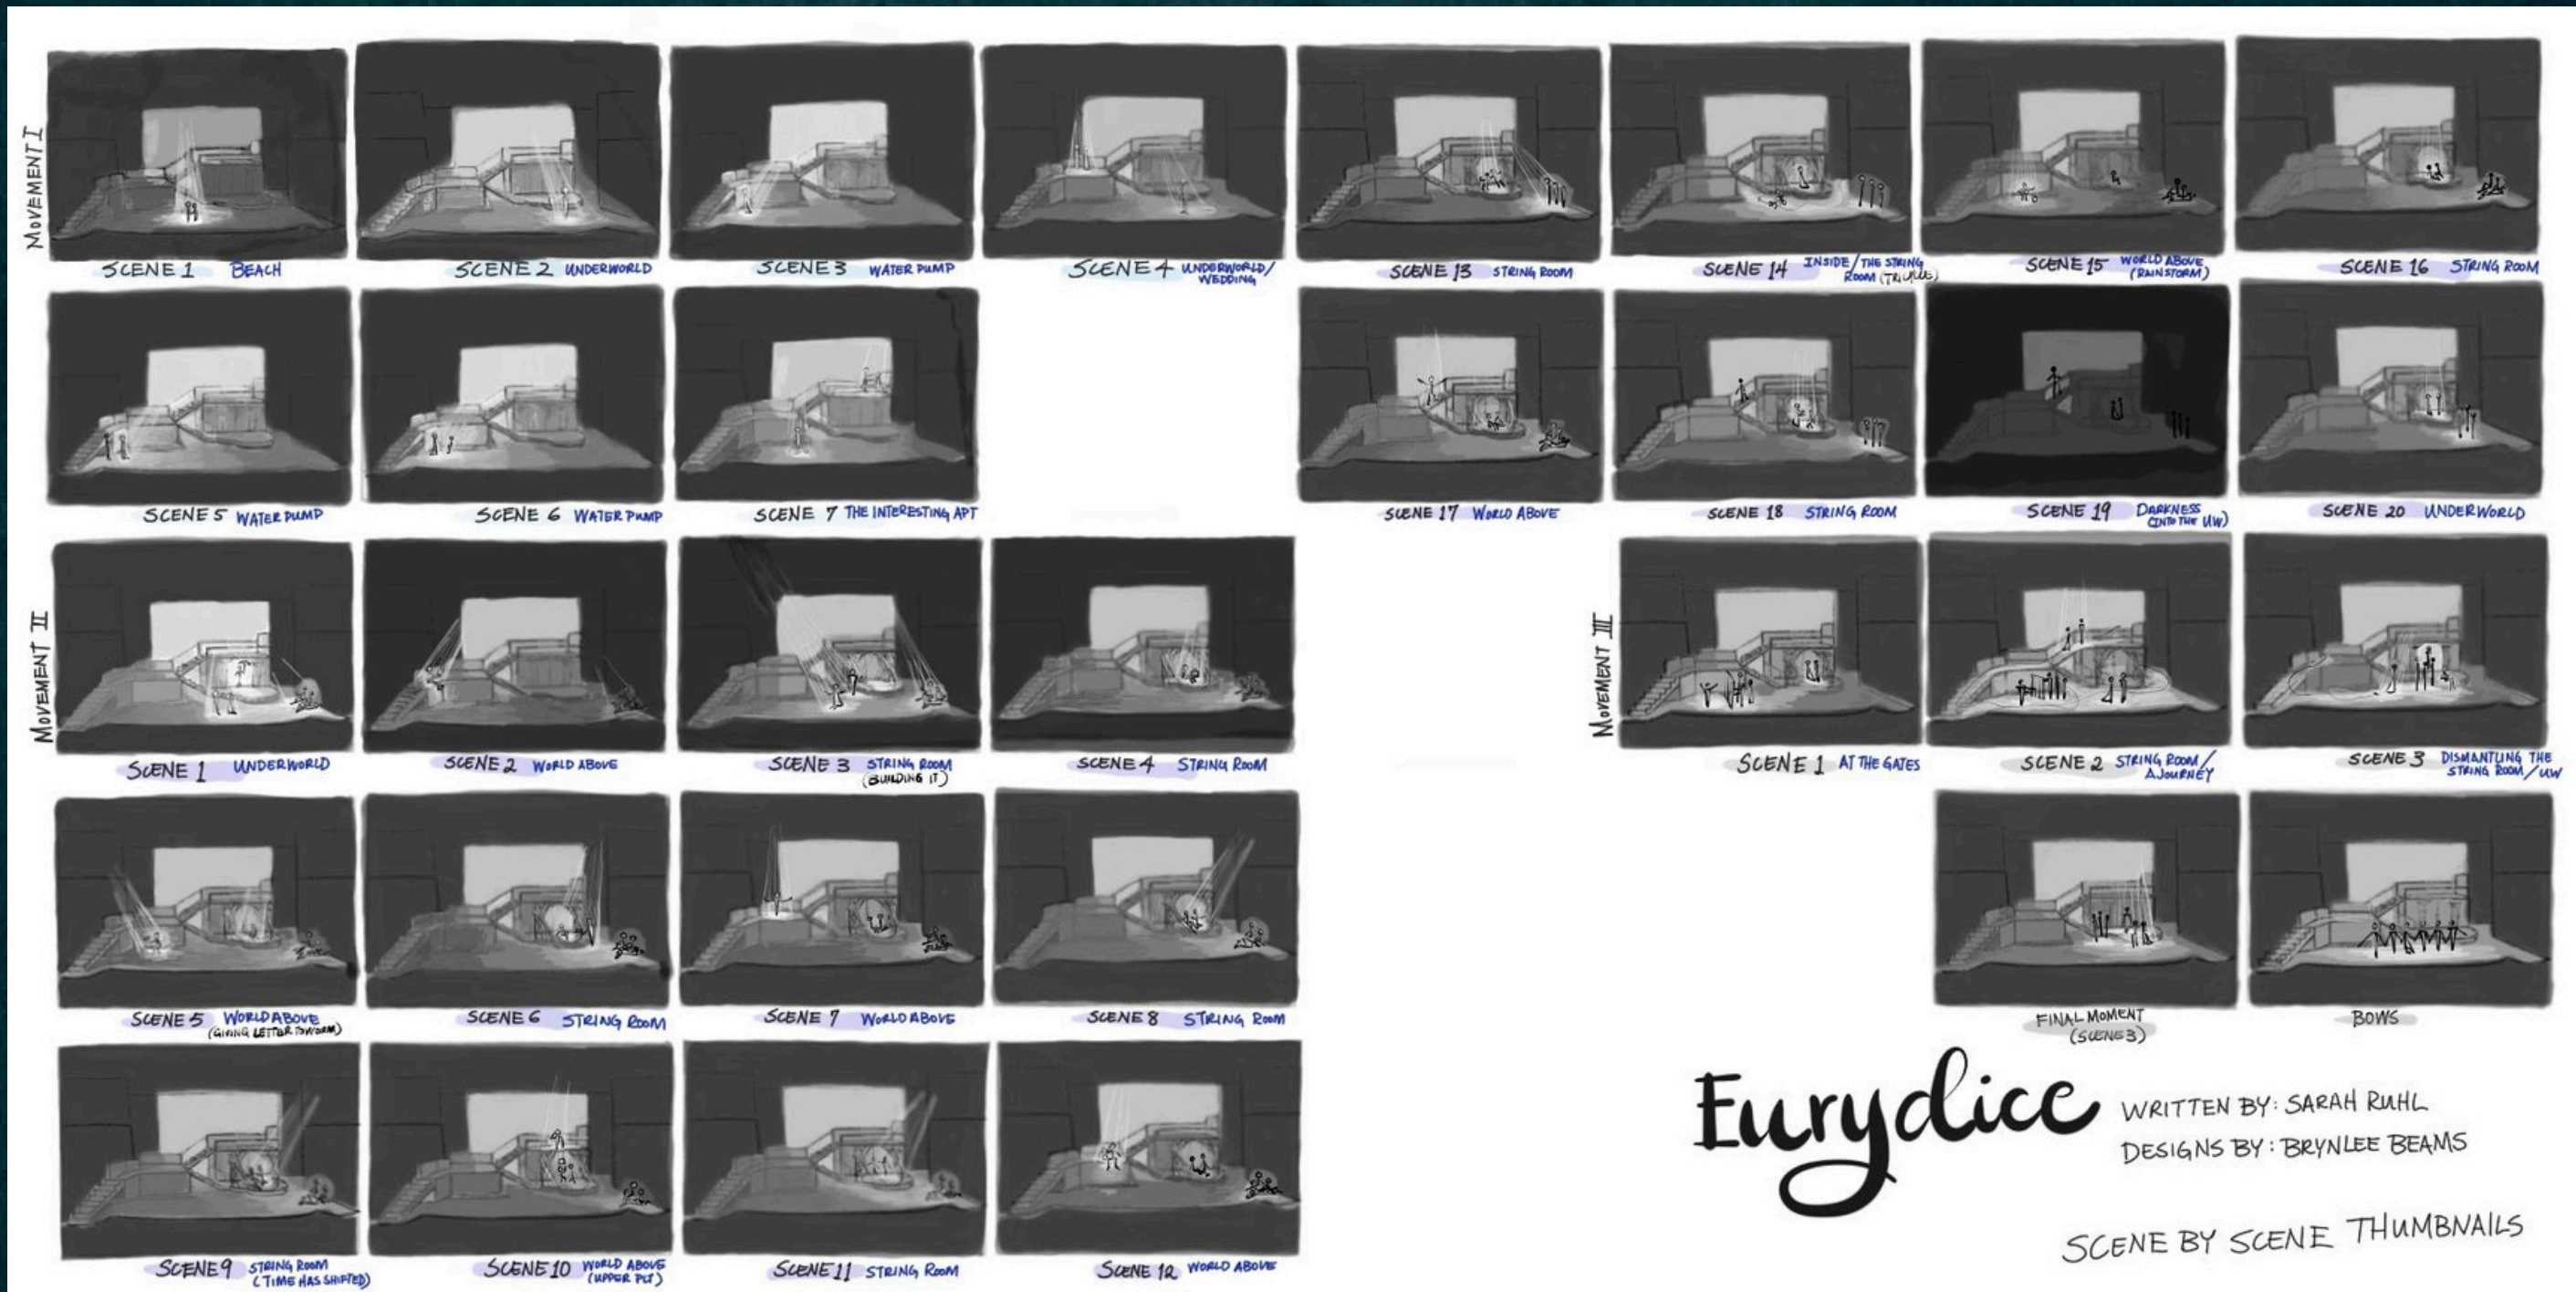 MOVEMENT I
SCENE 1 BEACH
SCENE 2 UNDERWORLD
SCENE 3 WATER PUMP
SCENE 4 UNDERWORLD/
WEDDING
SCENE 5 WATER PUMP
SCENE 6 WATER PUMP
SCENE 7 THE INTERESTING APT
MOVEMENT II
SCENE 1 UNDERWORLD
SCENE 2 WORLD ABOVE
SCENE 3 STRING ROOM
(BUILDING IT)
SCENE 4 STRING ROOM
SCENE 5 WORLD ABOVE
(GIVING LETTER TO WORM)
SCENE 6 STRING ROOM
SCENE 7 WORLD ABOVE
SCENE 8 STRING ROOM
SCENE 9 STRING ROOM
(TIME HAS SHIFTED)
SCENE 10 WORLD ABOVE
(UPPER PLT)
SCENE 11 STRING ROOM
SCENE 12 WORLD ABOVE
SCENE 13 STRING ROOM
SCENE 14 INSIDE/THE STRING
ROOM (TRICYCLE)
SCENE 15 WORLD ABOVE
(RAINSTORM)
SCENE 16 STRING ROOM
SCENE 17 WORLD ABOVE
SCENE 18 STRING ROOM
SCENE 19 DARKNESS
(INTO THE UW)
SCENE 20 UNDERWORLD
MOVEMENT III
SCENE 1 AT THE GATES
SCENE 2 STRING ROOM/
A JOURNEY
SCENE 3 DISMANTLING THE
STRING ROOM/UW
FINAL MOMENT
(SCENE 3)
BOWS
Eurydice
WRITTEN BY: SARAH RUHL
DESIGNS BY: BRYNLEE BEAMS
SCENE BY SCENE THUMBNAILS